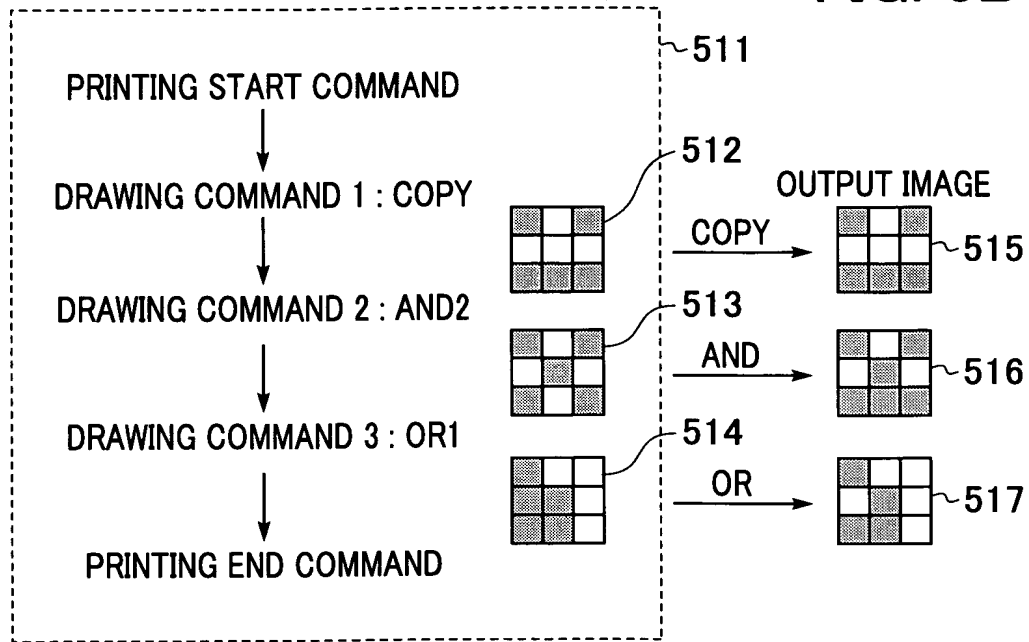 511
PRINTING START COMMAND
512
DRAWING COMMAND 1 : COPY
OUTPUT IMAGE
COPY
515
DRAWING COMMAND 2 : AND2
513
AND
516
DRAWING COMMAND 3 : OR1
514
OR
517
PRINTING END COMMAND